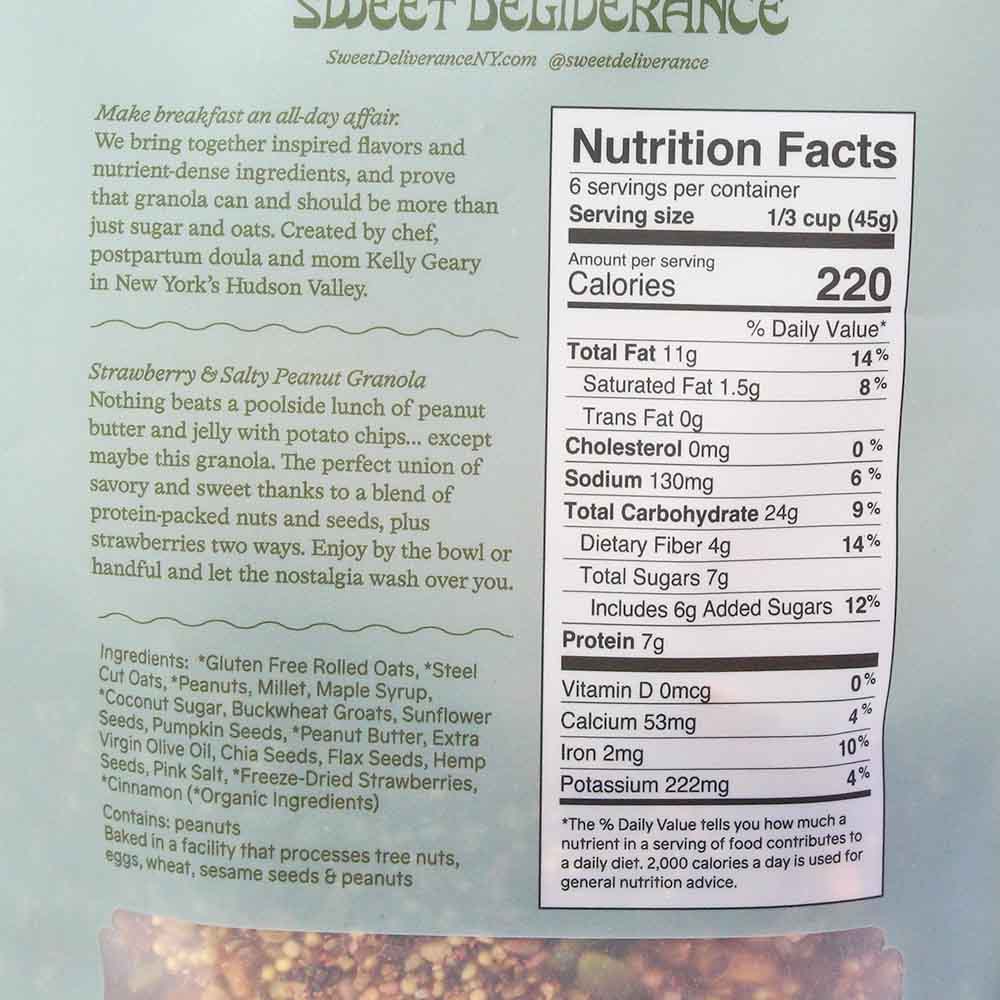 SWEET DELIVERANCE
SweetDeliveranceNY.com @sweetdeliverance
Make breakfast an all-day affair.
We bring together inspired flavors and
nutrient-dense ingredients, and prove
that granola can and should be more than
just sugar and oats. Created by chef,
postpartum doula and mom Kelly Geary
in New York's Hudson Valley.
Strawberry & Salty Peanut Granola
Nothing beats a poolside lunch of peanut
butter and jelly with potato chips... except
maybe this granola. The perfect union of
savory and sweet thanks to a blend of
protein-packed nuts and seeds, plus
strawberries two ways. Enjoy by the bowl or
handful and let the nostalgia wash over you.
Ingredients: *Gluten Free Rolled Oats, *Steel
Cut Oats, *Peanuts, Millet, Maple Syrup,
*Coconut Sugar, Buckwheat Groats, Sunflower
Seeds, Pumpkin Seeds, *Peanut Butter, Extra
Virgin Olive Oil, Chia Seeds, Flax Seeds, Hemp
Seeds, Pink Salt, *Freeze-Dried Strawberries,
*Cinnamon (*Organic Ingredients)
Contains: peanuts
Baked in a facility that processes tree nuts,
eggs, wheat, sesame seeds & peanuts
Nutrition Facts
6 servings per container
Serving size 1/3 cup (45g)
Amount per serving
Calories 220
% Daily Value*
Total Fat 11g 14%
Saturated Fat 1.5g 8%
Trans Fat 0g
Cholesterol 0mg 0%
Sodium 130mg 6%
Total Carbohydrate 24g 9%
Dietary Fiber 4g 14%
Total Sugars 7g
Includes 6g Added Sugars 12%
Protein 7g
Vitamin D 0mcg 0%
Calcium 53mg 4%
Iron 2mg 10%
Potassium 222mg 4%
*The % Daily Value tells you how much a
nutrient in a serving of food contributes to
a daily diet. 2,000 calories a day is used for
general nutrition advice.